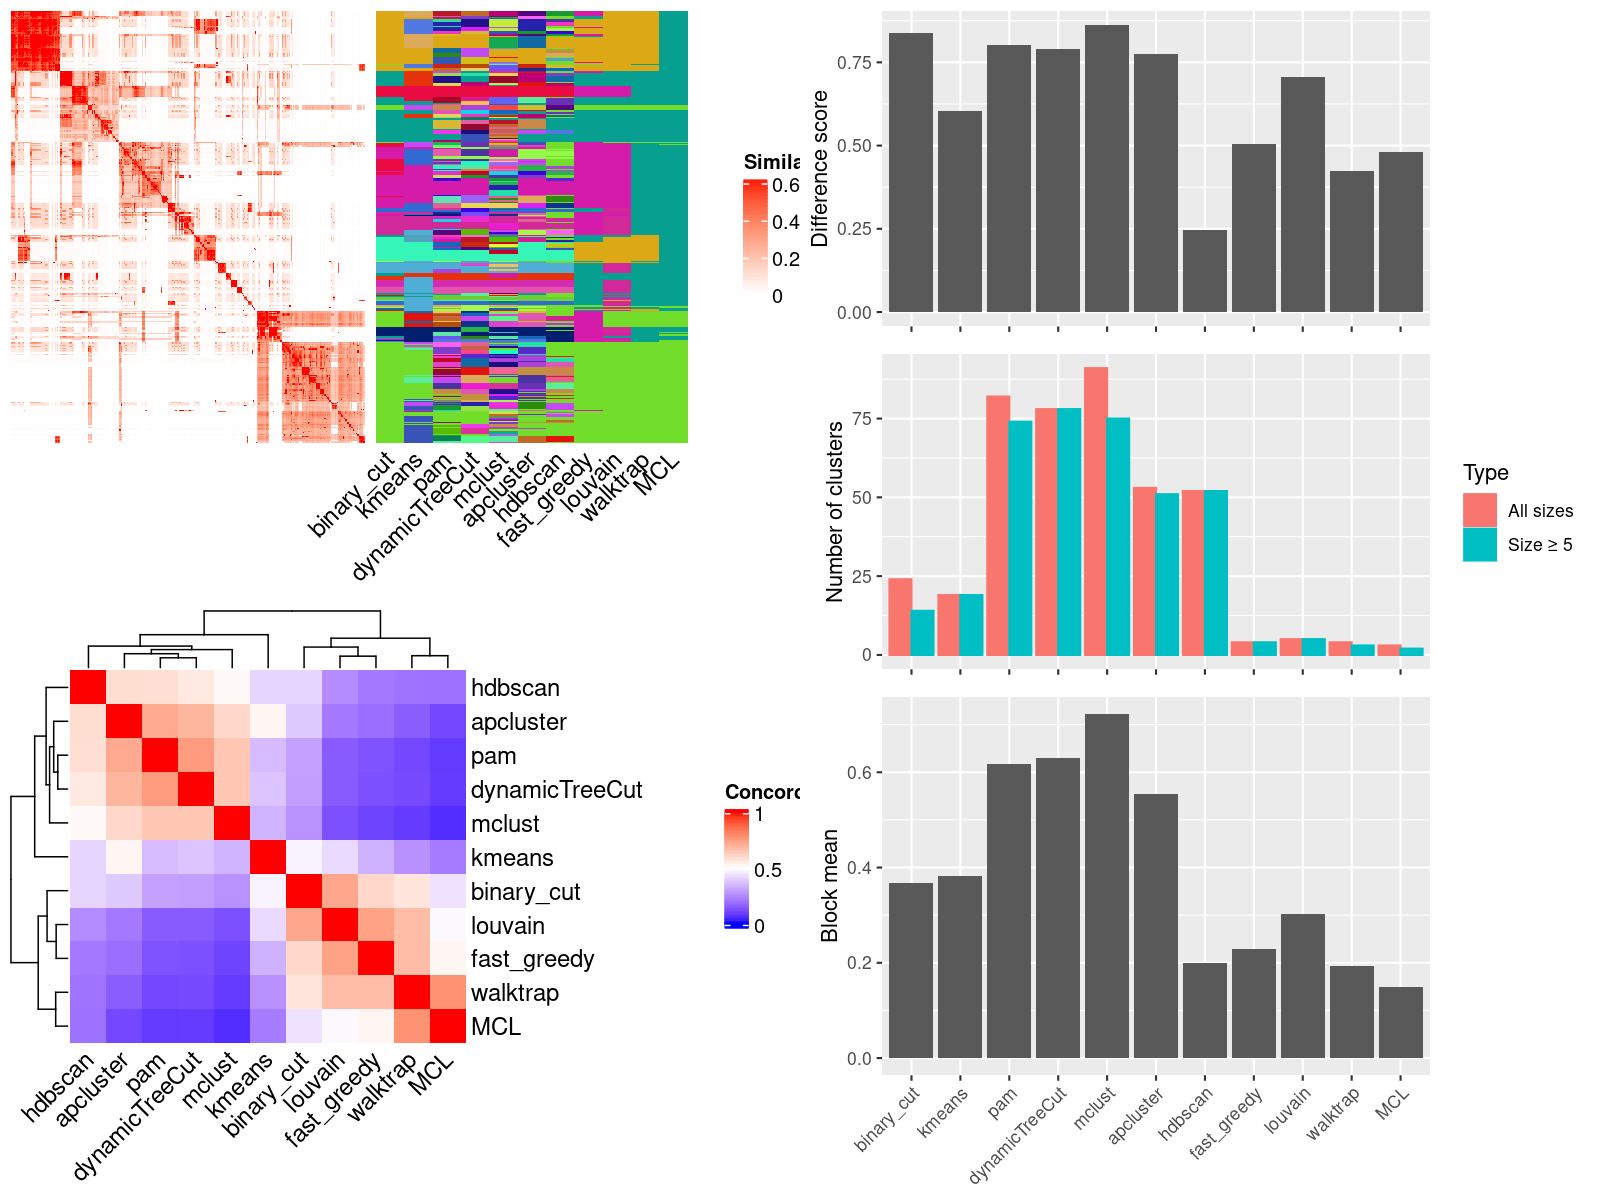 Simila
0.6
0.4
0.2
0
binary_cut
kmeans
pam
dynamicTreeCut
mclust
apcluster
hdbscan
fast_greedy
louvain
walktrap
MCL
hdbscan
apcluster
pam
dynamicTreeCut
mclust
kmeans
binary_cut
louvain
fast_greedy
walktrap
MCL
hdbscan
apcluster
pam
dynamicTreeCut
mclust
kmeans
binary_cut
louvain
fast_greedy
walktrap
MCL
Concord
1
0.5
0
Difference score
0.75
0.50
0.25
0.00
Number of clusters
75
50
25
0
Type
All sizes
Size ≥ 5
Block mean
0.6
0.4
0.2
0.0
binary_cut
kmeans
pam
dynamicTreeCut
mclust
apcluster
hdbscan
fast_greedy
louvain
walktrap
MCL